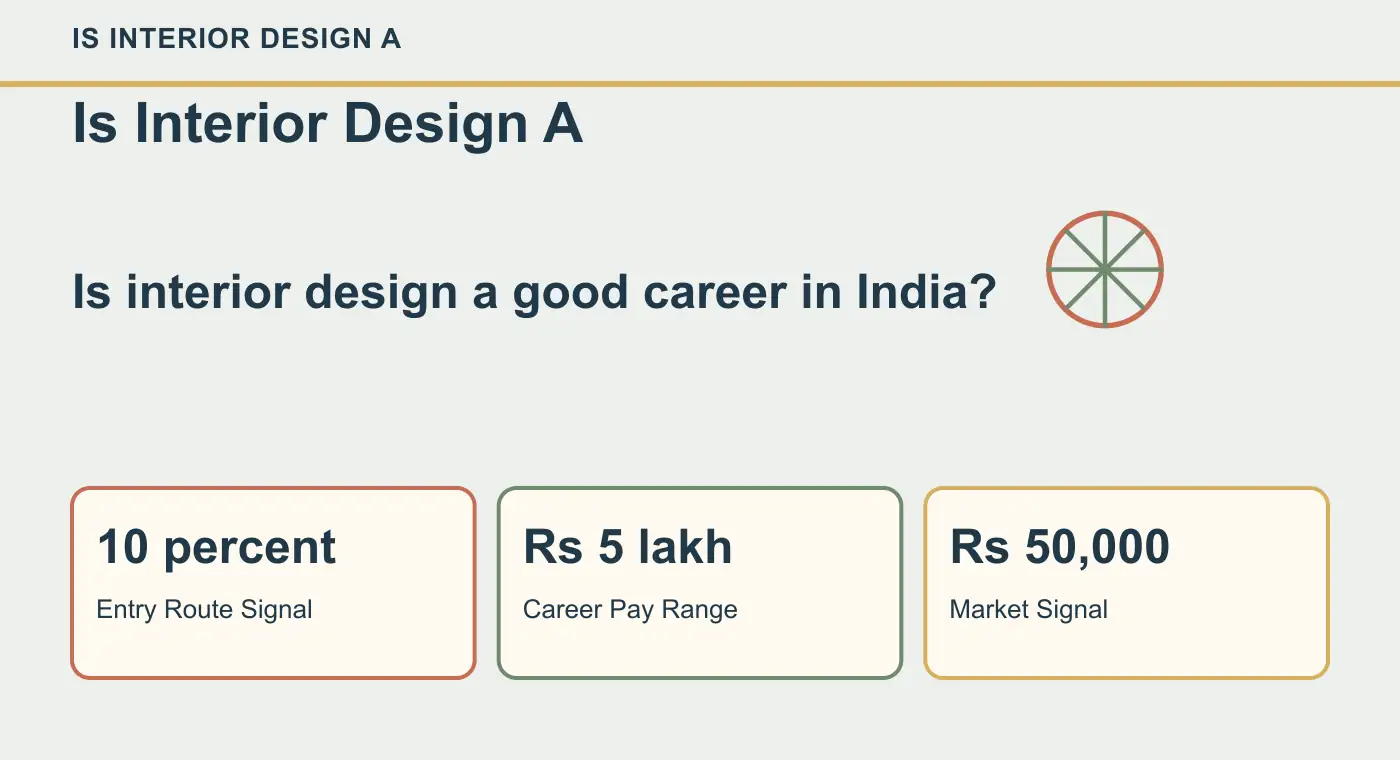 IS INTERIOR DESIGN A
Is Interior Design A
Is interior design a good career in India?
10 percent
Entry Route Signal
Rs 5 lakh
Career Pay Range
Rs 50,000
Market Signal